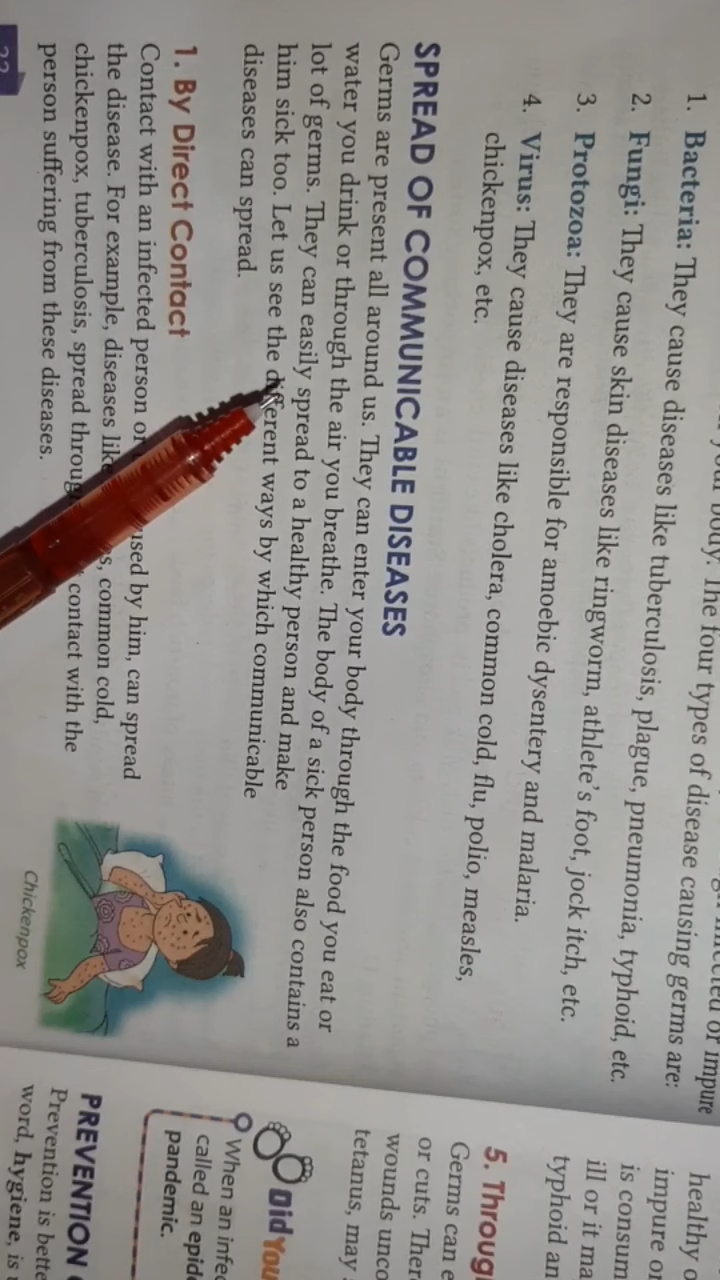 your body. The four types of disease causing germs are:
1. Bacteria: They cause diseases like tuberculosis, plague, pneumonia, typhoid, etc.
2. Fungi: They cause skin diseases like ringworm, athlete's foot, jock itch, etc.
3. Protozoa: They are responsible for amoebic dysentery and malaria.
4. Virus: They cause diseases like cholera, common cold, flu, polio, measles,
chickenpox, etc.
SPREAD OF COMMUNICABLE DISEASES
Germs are present all around us. They can enter your body through the food you eat or
water you drink or through the air you breathe. The body of a sick person also contains a
lot of germs. They can easily spread to a healthy person and make
him sick too. Let us see the different ways by which communicable
diseases can spread.
1. By Direct Contact
Contact with an infected person or used by him, can spread
the disease. For example, diseases like common cold,
chickenpox, tuberculosis, spread through contact with the
person suffering from these diseases.
Chickenpox
22
healthy
impure or
is consum
ill or it ma
typhoid an
5. Throug
Germs can e
or cuts. Ther
wounds unco
tetanus, may
Did You
When an infec
called an epid
pandemic.
PREVENTION
Prevention is bette
word, hygiene, is